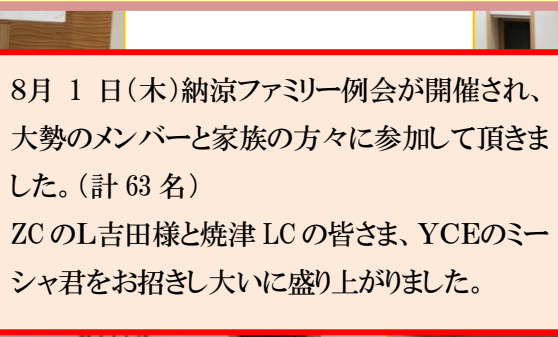 8月 1 日(木)納涼ファミリー例会が開催され、
大勢のメンバーと家族の方々に参加して頂きま
した。(計 63 名)
ZC のL吉田様と焼津 LC の皆さま、YCEのミー
シャ君をお招きし大いに盛り上がりました。